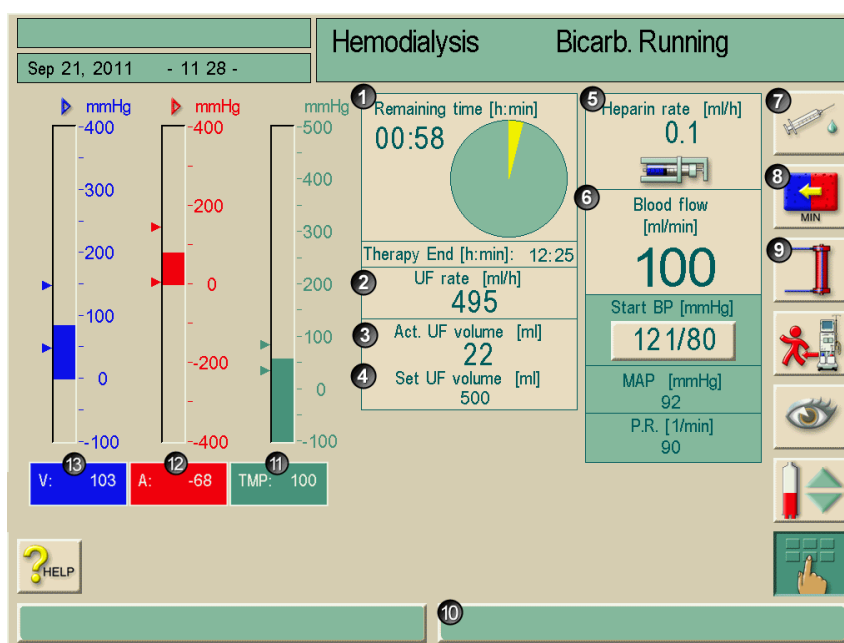 Hemodialysis Bicarb. Running
Sep 21, 2011 - 11 28 -
mmHg mmHg mmHg
400
300
200
100
0
-100
400
200
0
-200
-400
500
400
300
200
100
0
-100
13
V: 103
12
A: -68
11
TMP: 100
1
Remaining time [h:min]
00:58
Therapy End [h:min]: 12:25
2
UF rate [ml/h]
495
3
Act. UF volume [ml]
22
4
Set UF volume [ml]
500
5
Heparin rate [ml/h]
0.1
6
Blood flow
[ml/min]
100
Start BP [mmHg]
121/80
MAP [mmHg]
92
P.R. [1/min]
90
7
8
MIN
9
?HELP
10